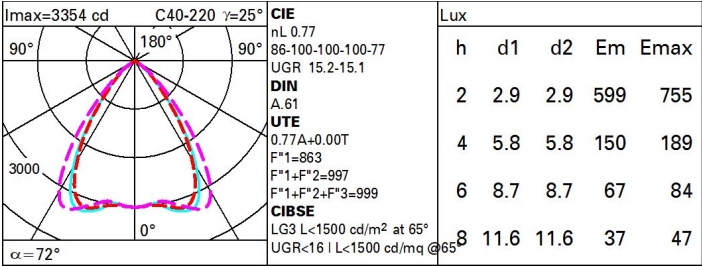 Imax=3354 cd C40-220 γ=25°
90° 180° 90°
3000
0°
α=72°
CIE
nL 0.77
86-100-100-100-77
UGR 15.2-15.1
DIN
A.61
UTE
0.77A+0.00T
F"1=863
F"1+F"2=997
F"1+F"2+F"3=999
CIBSE
LG3 L<1500 cd/m² at 65°
UGR<16 | L<1500 cd/mq @65°
Lux
h d1 d2 Em Emax
2 2.9 2.9 599 755
4 5.8 5.8 150 189
6 8.7 8.7 67 84
8 11.6 11.6 37 47